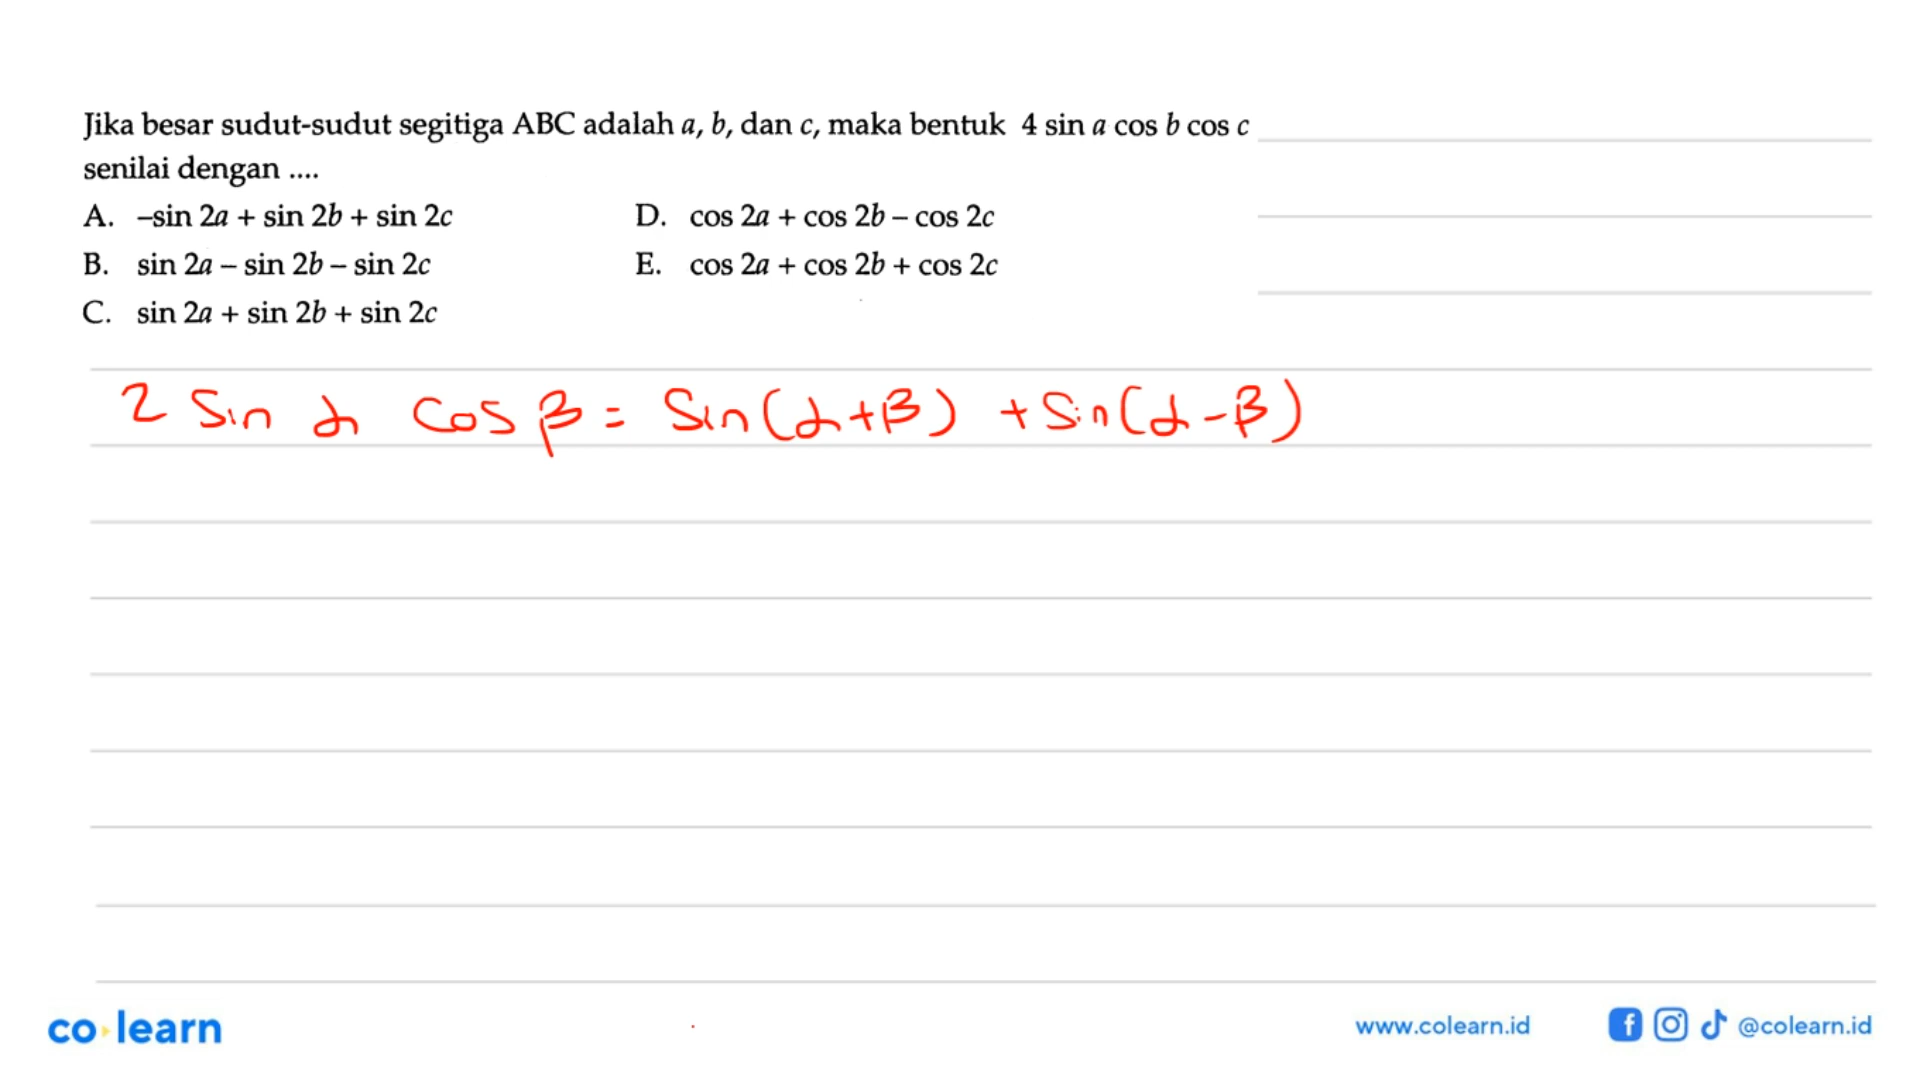 Jika besar sudut-sudut segitiga ABC adalah a, b, dan c, maka bentuk 4 sin a cos b cos c
senilai dengan ....
A. –sin 2a + sin 2b + sin 2c
B. sin 2a – sin 2b – sin 2c
C. sin 2a + sin 2b + sin 2c
D. cos 2a + cos 2b – cos 2c
E. cos 2a + cos 2b + cos 2c
2 Sin α Cos β = Sin(α+β) + Sin(α-β)
co learn
www.colearn.id
@colearn.id